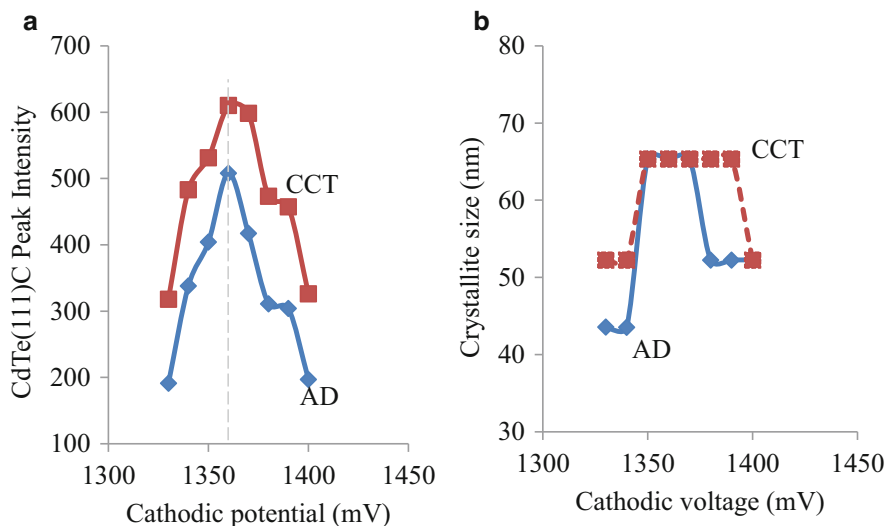 a
700
600
500
400
300
200
100
CdTe(111)C Peak Intensity
CCT
AD
1300 1350 1400 1450
Cathodic potential (mV)
b
80
70
60
50
40
30
Crystallite size (nm)
CCT
AD
1300 1350 1400 1450
Cathodic voltage (mV)